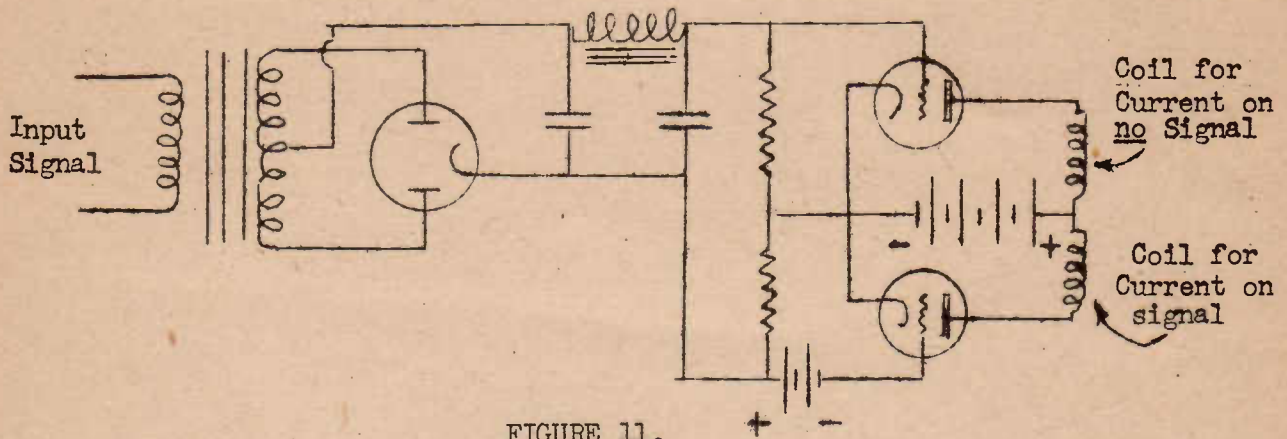 Input
Signal
Coil for
Current on
no Signal
- +
Coil for
Current on
signal
+ -
FIGURE 11.